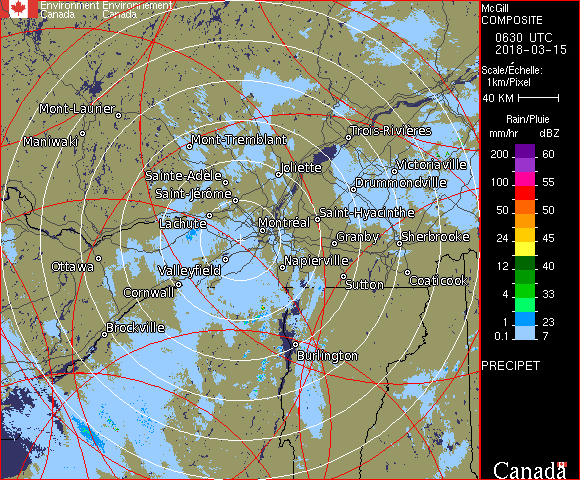 Environment Environnement
Canada Canada
McGill
COMPOSITE
0630 UTC
2018-03-15
Scale/Échelle:
1km/Pixel
40 KM
Rain/Pluie
mm/hr dBZ
200 60
100 55
50 50
24 45
12 40
4 33
1 23
0.1 7
PRECIPET
Canada
Mont-Laurier
Maniwaki
Mont-Tremblant
Trois-Rivières
Joliette
Victoriaville
Sainte-Adèle
Drummondville
Saint-Jérome
Saint-Hyacinthe
Lachute
Montréal
Granby
Sherbrooke
Ottawa
Valleyfield
Napierville
Cornwall
Sutton
Coaticook
Brockville
Burlington